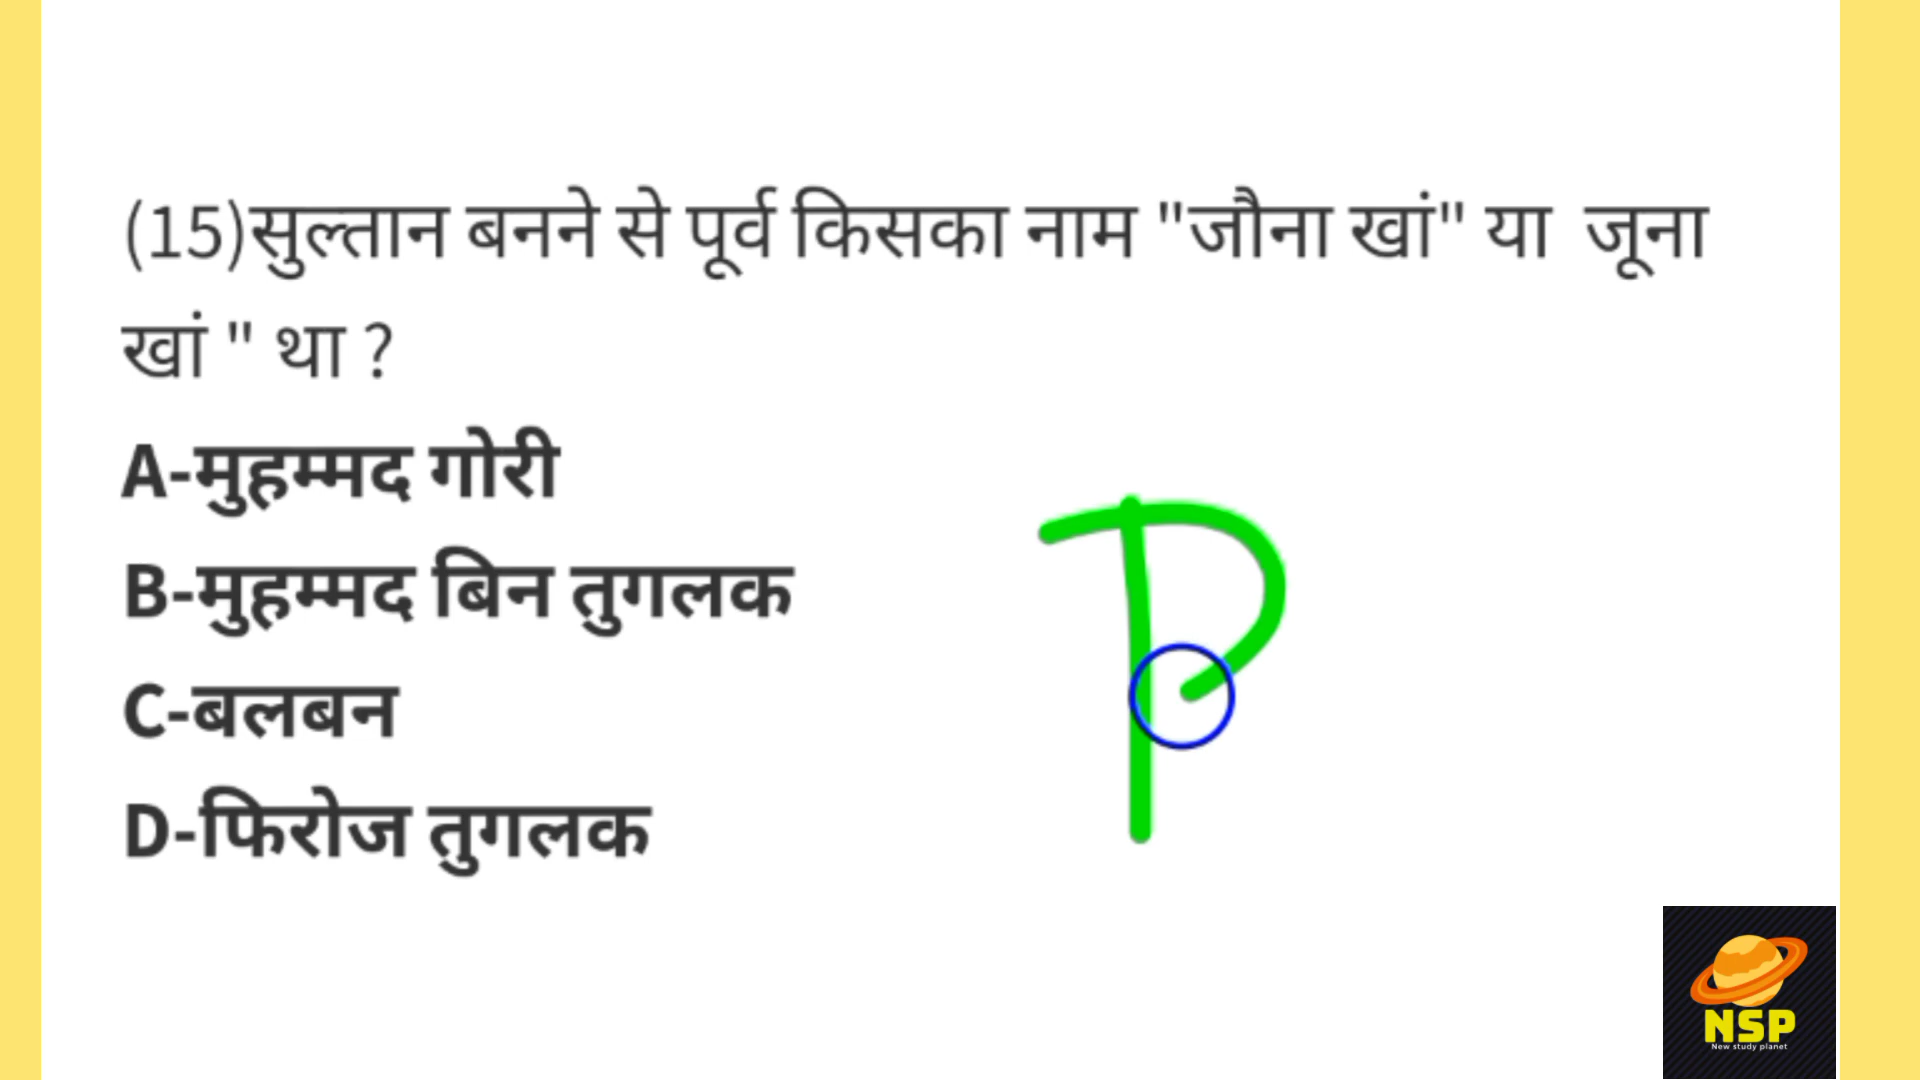 (15)सुल्तान बनने से पूर्व किसका नाम "जौना खां" या  जूना
खां " था ?
A-मुहम्मद गोरी
B-मुहम्मद बिन तुगलक
C-बलबन
D-फिरोज तुगलक
P
NSP
New study planet